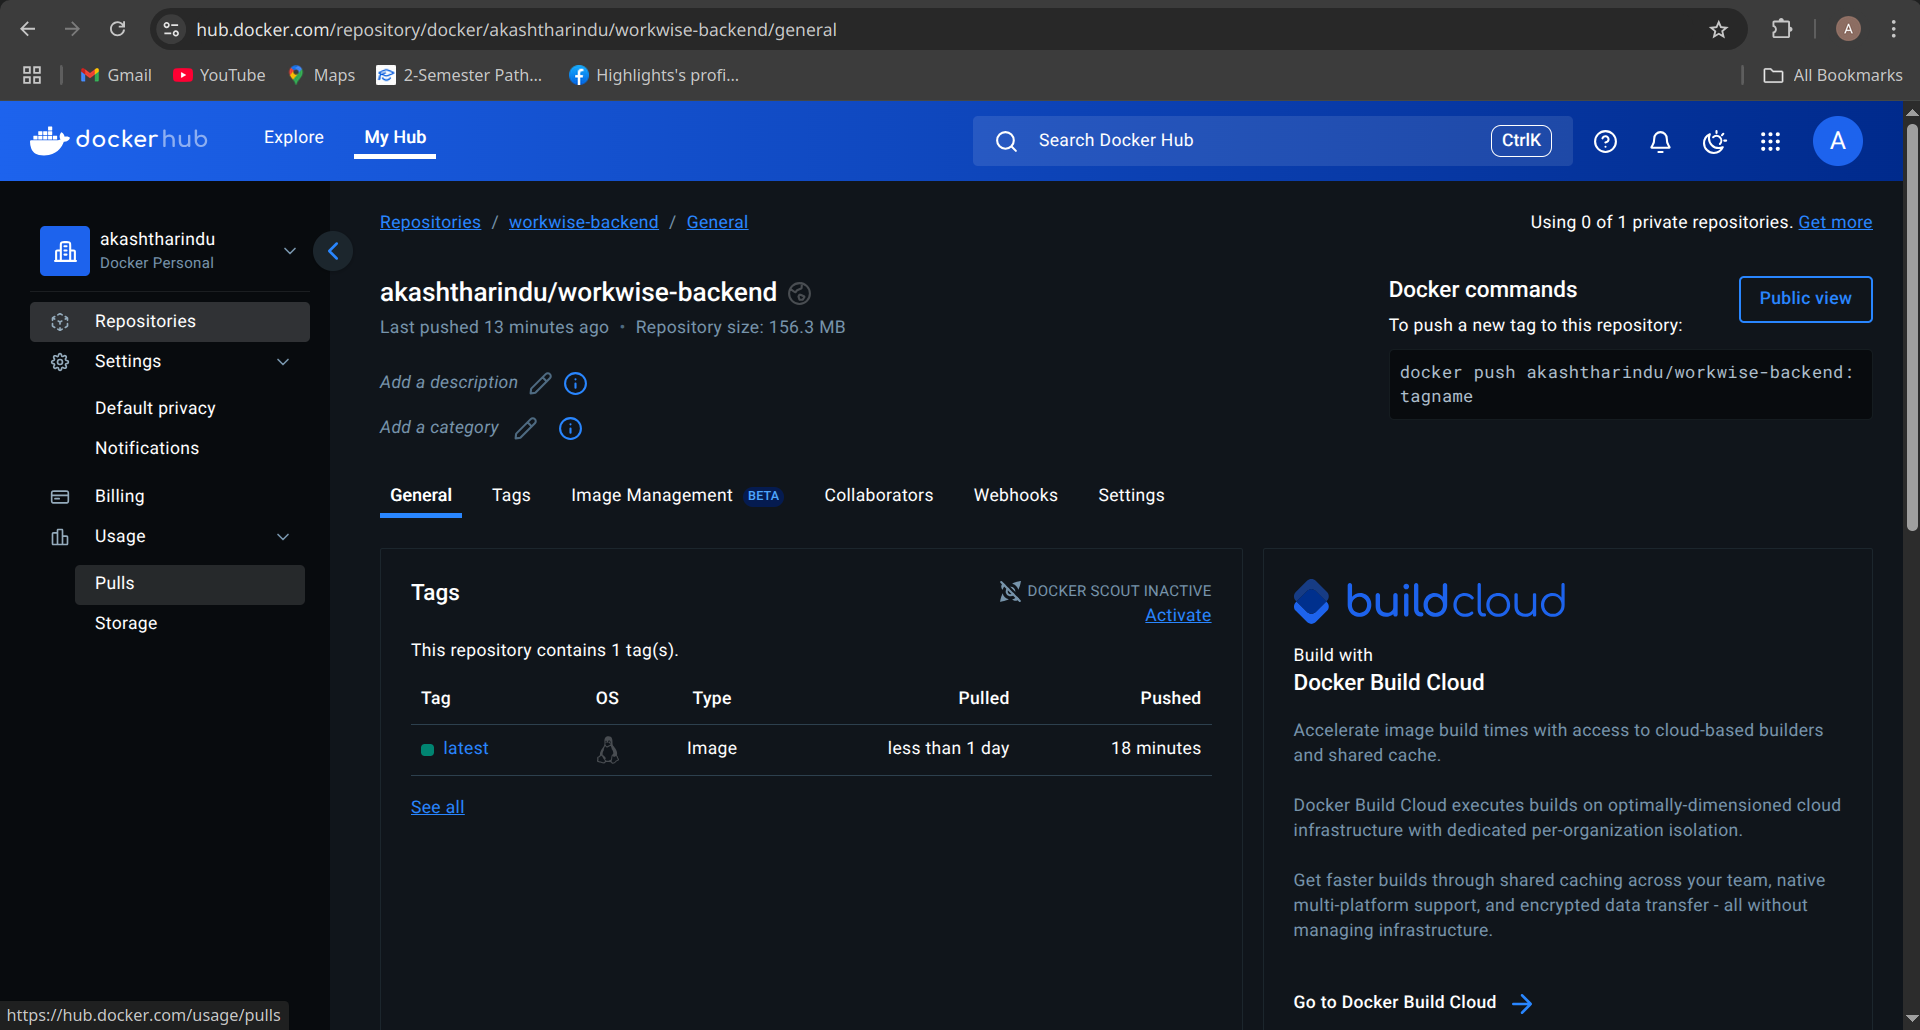 hub.docker.com/repository/docker/akashtharindu/workwise-backend/general
A
Gmail
YouTube
Maps
2-Semester Path...
Highlights's profi...
All Bookmarks
dockerhub
Explore
My Hub
Search Docker Hub
CtrlK
A
akashtharindu
Docker Personal
Repositories
Settings
Default privacy
Notifications
Billing
Usage
Pulls
Storage
Repositories / workwise-backend / General
Using 0 of 1 private repositories. Get more
akashtharindu/workwise-backend
Last pushed 13 minutes ago • Repository size: 156.3 MB
Add a description
Add a category
Docker commands
Public view
To push a new tag to this repository:
docker push akashtharindu/workwise-backend:
tagname
General
Tags
Image Management BETA
Collaborators
Webhooks
Settings
Tags
DOCKER SCOUT INACTIVE
Activate
This repository contains 1 tag(s).
Tag OS Type Pulled Pushed
latest Image less than 1 day 18 minutes
See all
buildcloud
Build with
Docker Build Cloud
Accelerate image build times with access to cloud-based builders
and shared cache.
Docker Build Cloud executes builds on optimally-dimensioned cloud
infrastructure with dedicated per-organization isolation.
Get faster builds through shared caching across your team, native
multi-platform support, and encrypted data transfer - all without
managing infrastructure.
Go to Docker Build Cloud
https://hub.docker.com/usage/pulls